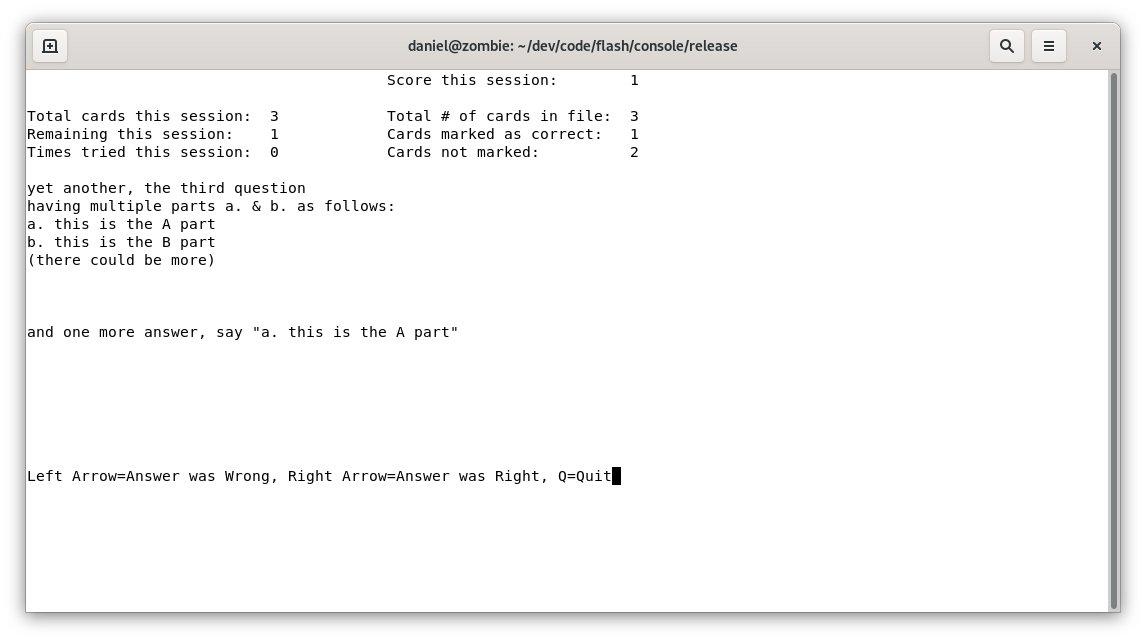 daniel@zombie: ~/dev/code/flash/console/release
Score this session: 1
Total cards this session: 3 Total # of cards in file: 3
Remaining this session: 1 Cards marked as correct: 1
Times tried this session: 0 Cards not marked: 2
yet another, the third question
having multiple parts a. & b. as follows:
a. this is the A part
b. this is the B part
(there could be more)
and one more answer, say "a. this is the A part"
Left Arrow=Answer was Wrong, Right Arrow=Answer was Right, Q=Quit